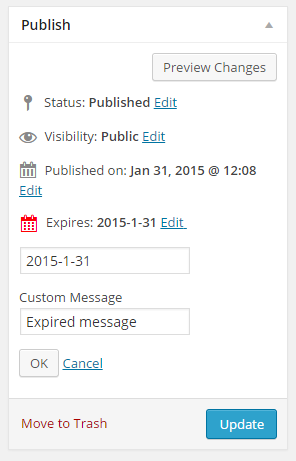 Publish
Preview Changes
Status: Published Edit
Visibility: Public Edit
Published on: Jan 31, 2015 @ 12:08
Edit
Expires: 2015-1-31 Edit
2015-1-31
Custom Message
Expired message
OK Cancel
Move to Trash Update